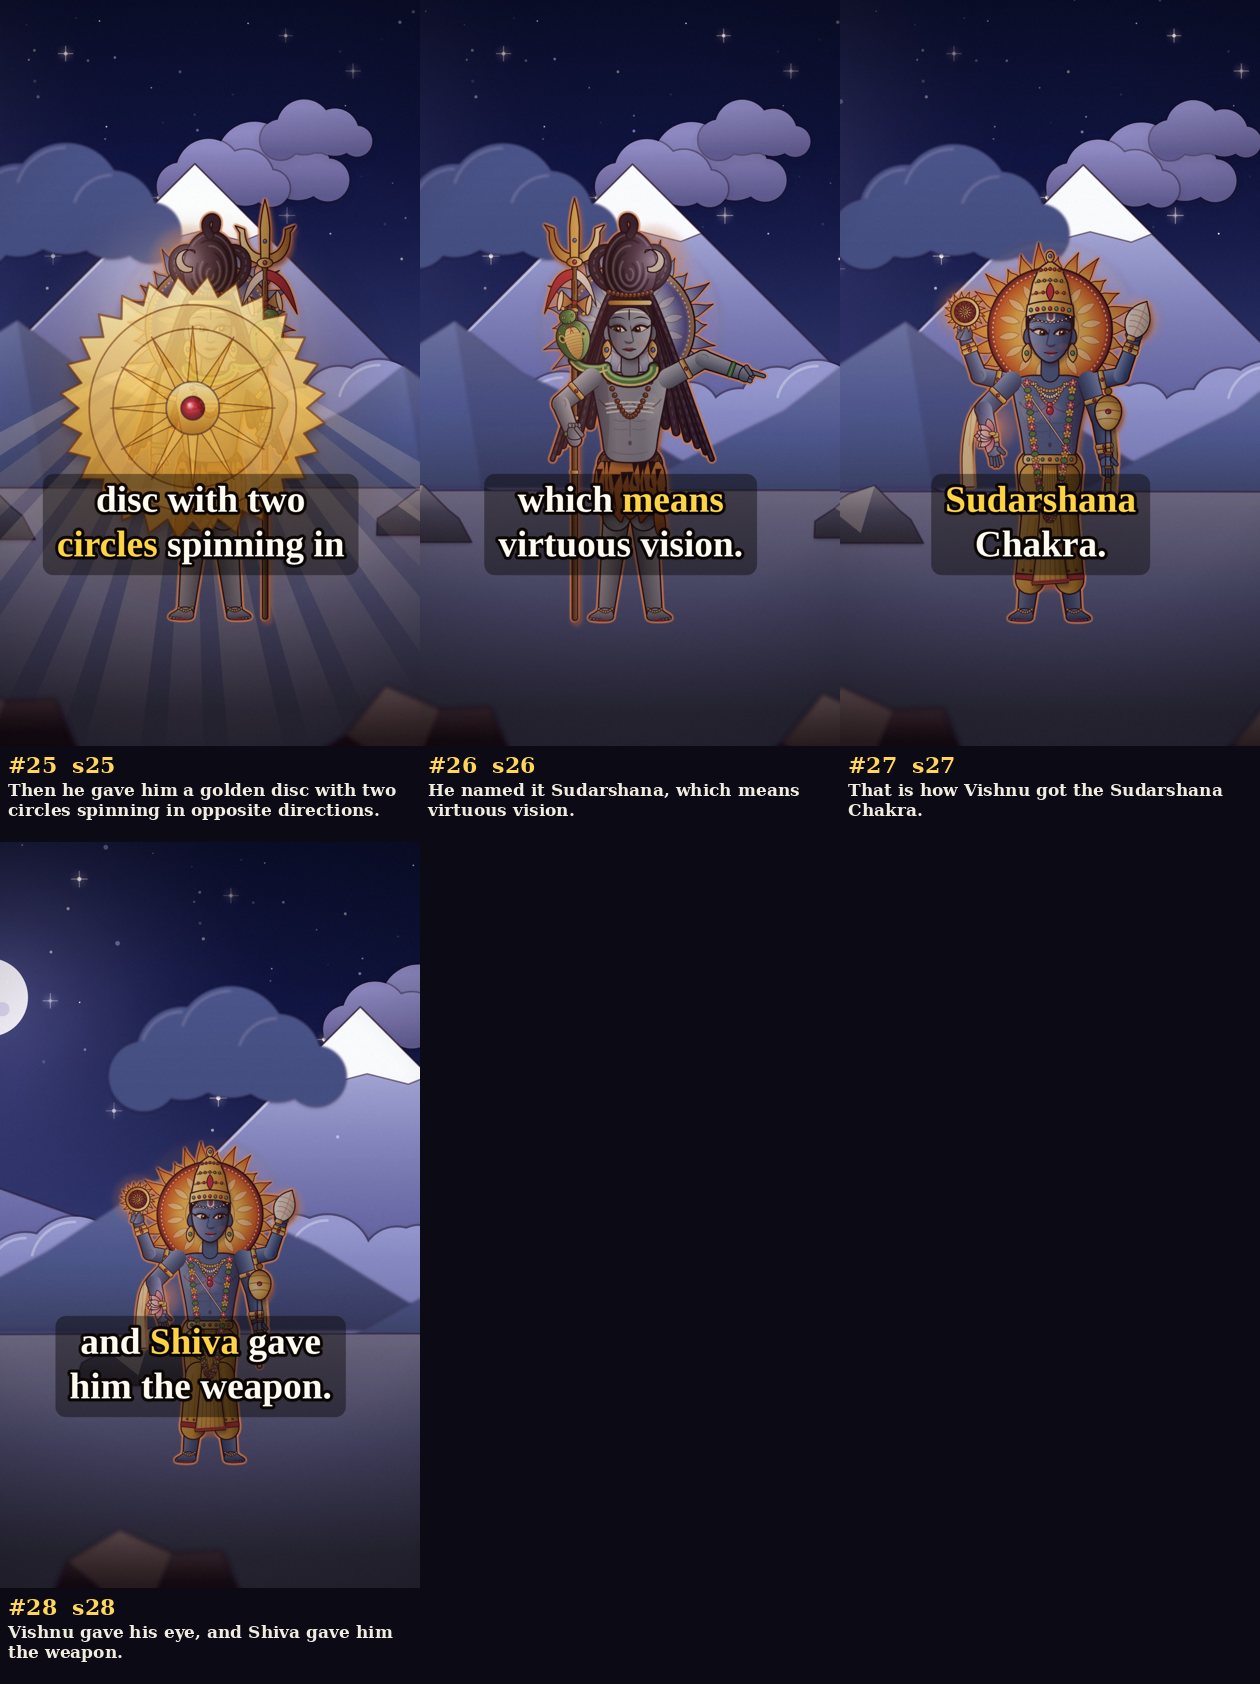 disc with two
circles spinning in
#25 s25
Then he gave him a golden disc with two
circles spinning in opposite directions.
which means
virtuous vision.
#26 s26
He named it Sudarshana, which means
virtuous vision.
Sudarshana
Chakra.
#27 s27
That is how Vishnu got the Sudarshana
Chakra.
and Shiva gave
him the weapon.
#28 s28
Vishnu gave his eye, and Shiva gave him
the weapon.